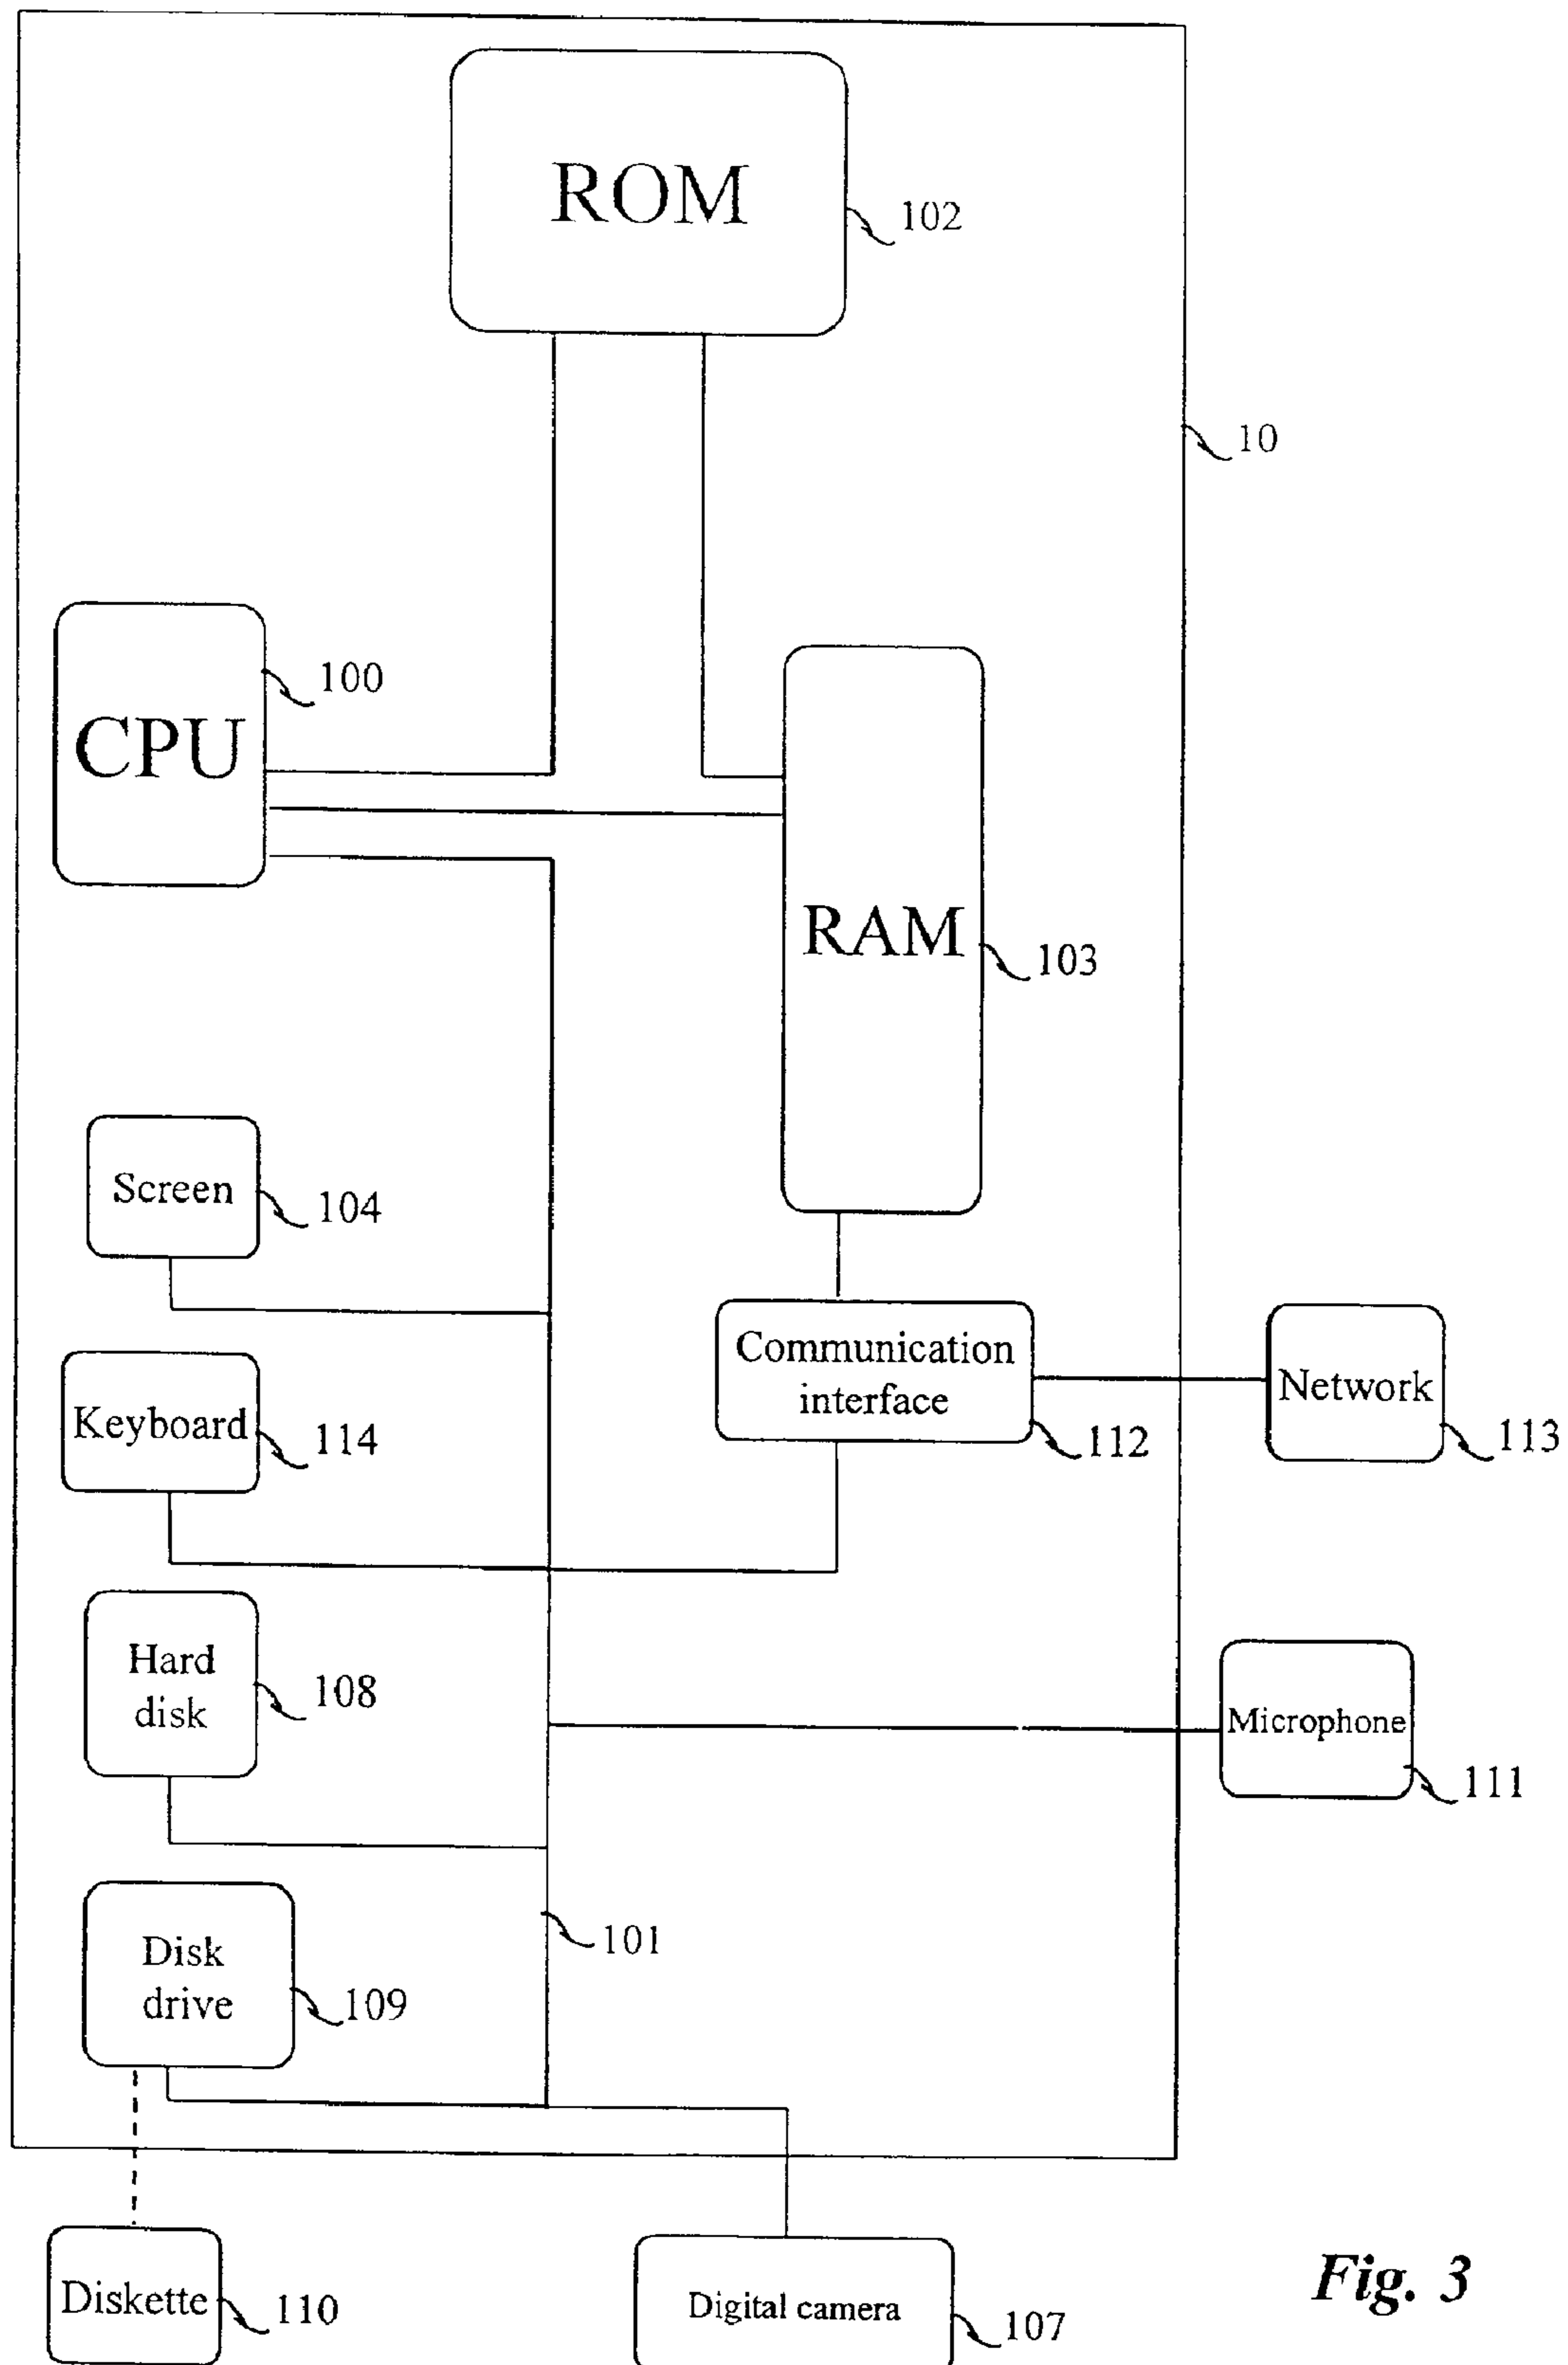 ROM
102
10
100
CPU
RAM
103
Screen
104
Communication
interface
112
Network
113
Keyboard
114
Hard
disk
108
Microphone
111
101
Disk
drive
109
Diskette
110
Digital camera
107
Fig. 3